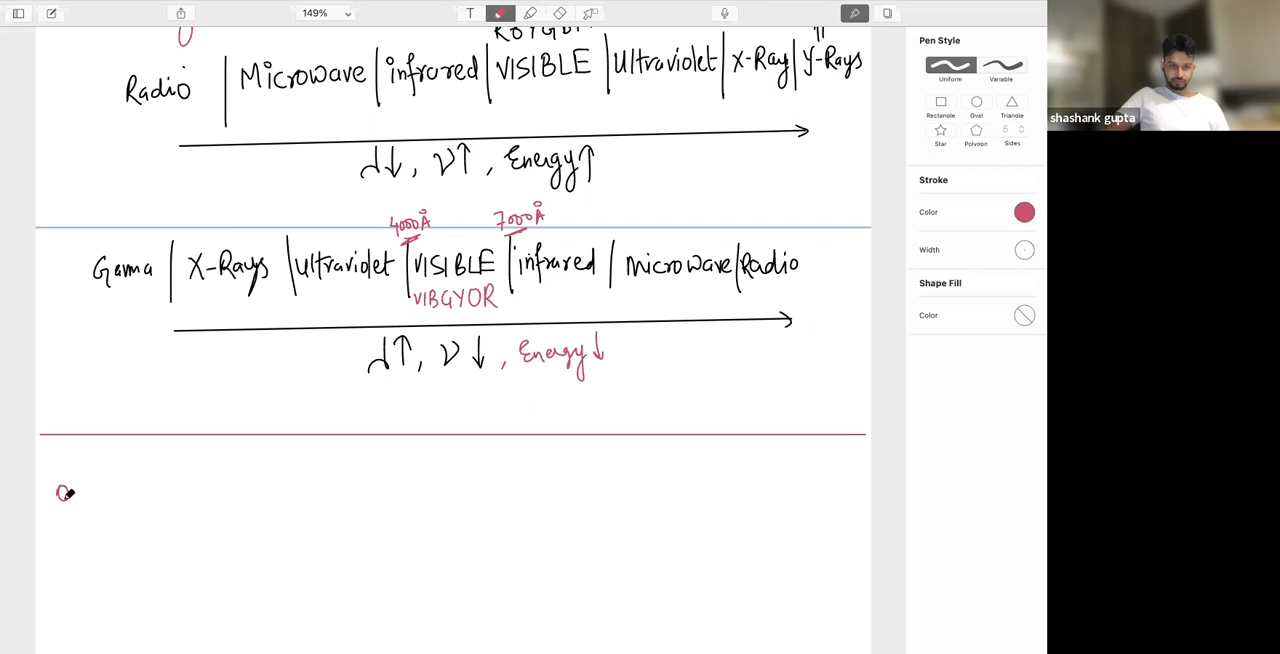 149%
T
Radio | Microwave | infrared | VISIBLE | Ultraviolet | X-Ray | γ-Rays
λ↓, ν↑, Energy↑
4000Å 7000Å
Gama | X-Rays | Ultraviolet | VISIBLE | infrared | microwave | Radio
VIBGYOR
λ↑, ν↓, Energy↓
Pen Style
Uniform Variable
Rectangle Oval Triangle
Star Polygon 5 Sides
Stroke
Color
Width
Shape Fill
Color
shashank gupta